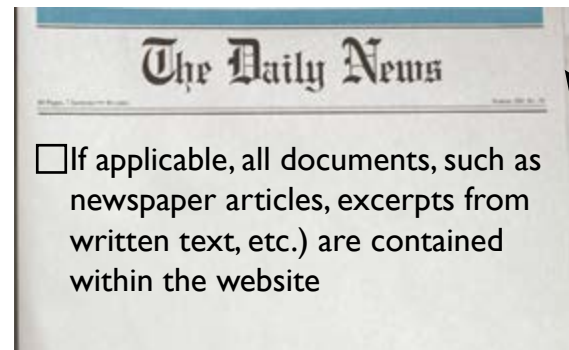 The Daily News
If applicable, all documents, such as
newspaper articles, excerpts from
written text, etc.) are contained
within the website